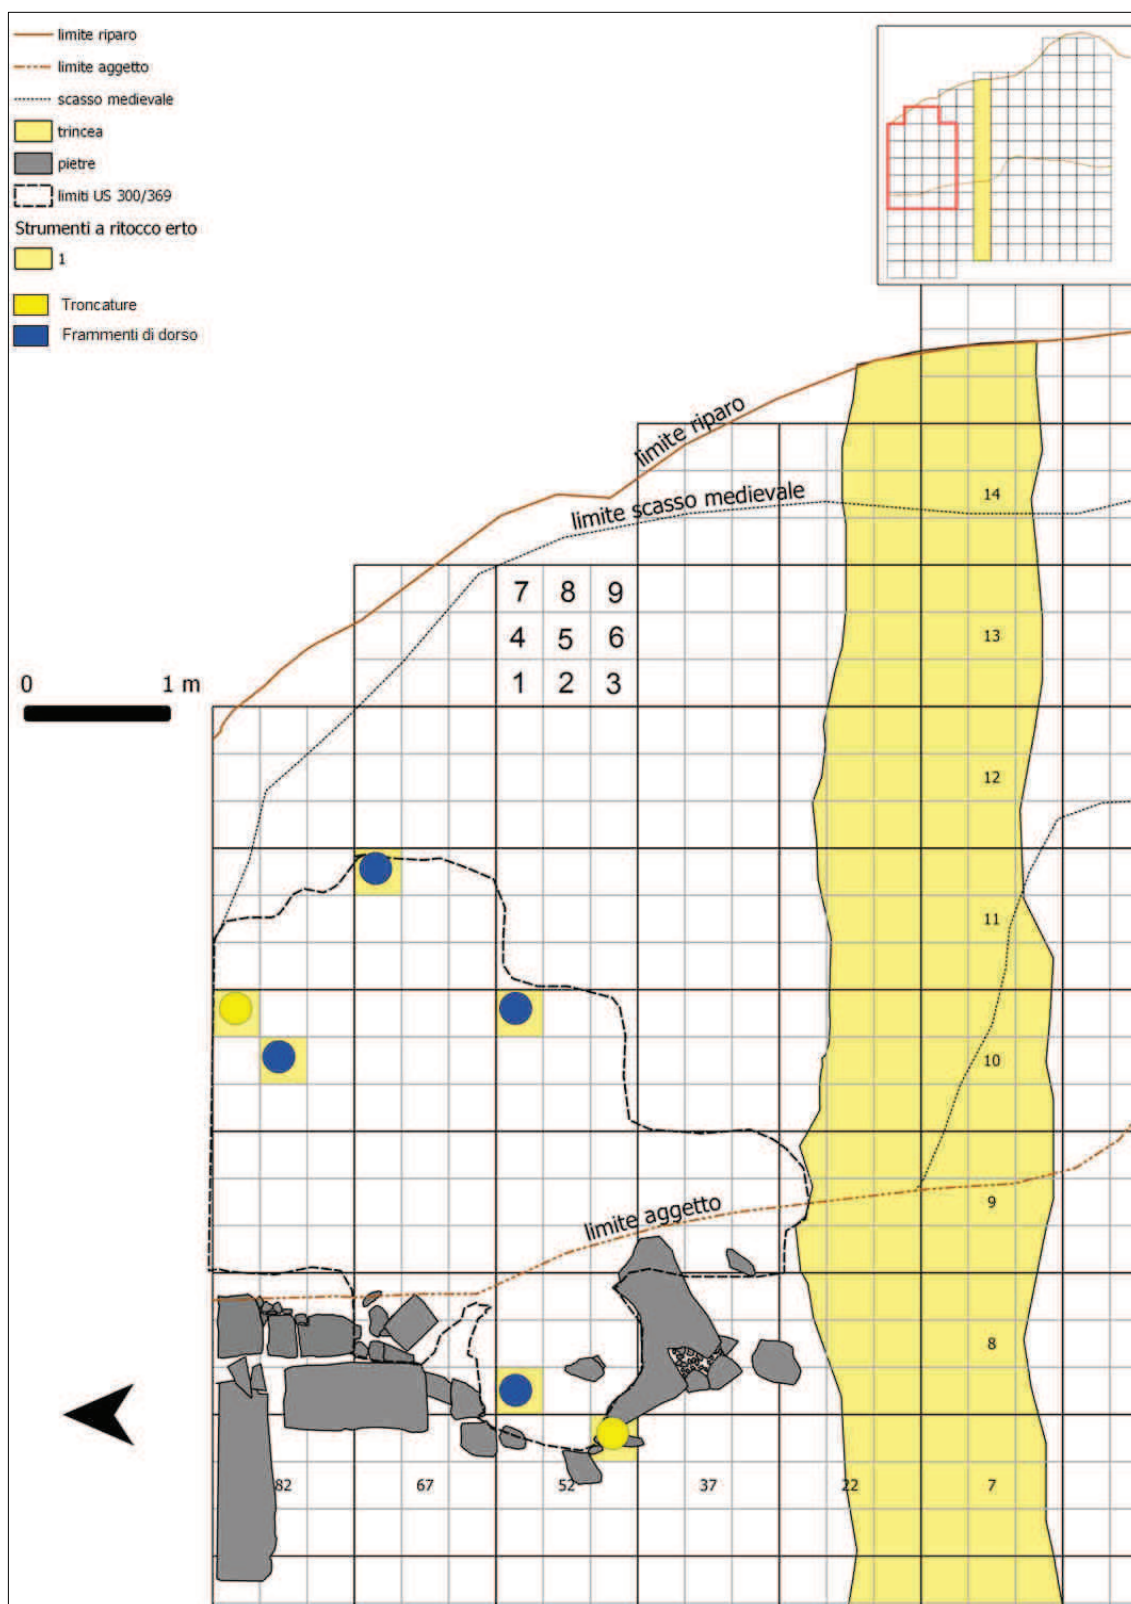 limite riparo
limite aggetto
scasso medievale
trincea
pietre
limiti US 300/369
Strumenti a ritocco erto
1
Troncature
Frammenti di dorso
limite riparo
limite scasso medievale
14
7 8 9
4 5 6
1 2 3
13
0 1 m
12
11
10
limite aggetto
9
8
82 67 52 37 22 7